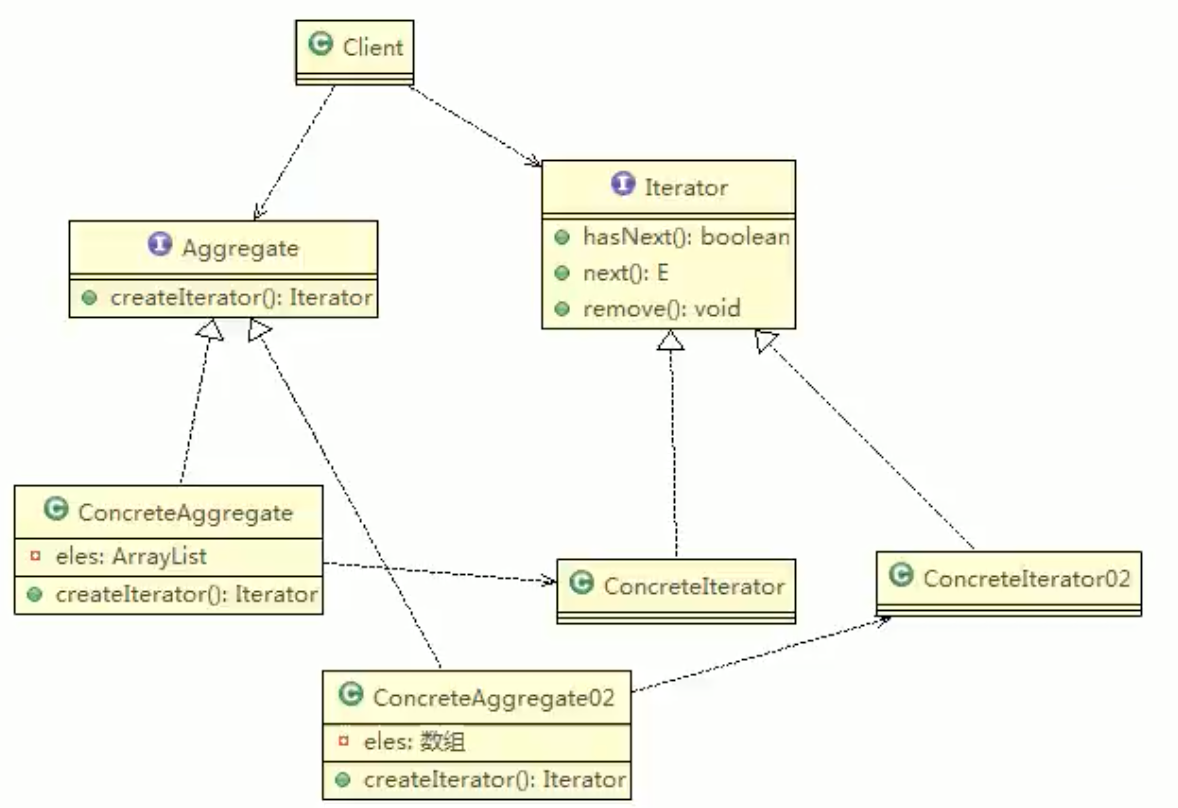 Client
Iterator
hasNext(): boolean
next(): E
remove(): void
Aggregate
createIterator(): Iterator
ConcreteAggregate
eles: ArrayList
createIterator(): Iterator
ConcreteIterator
ConcreteIterator02
ConcreteAggregate02
eles: 数组
createIterator(): Iterator